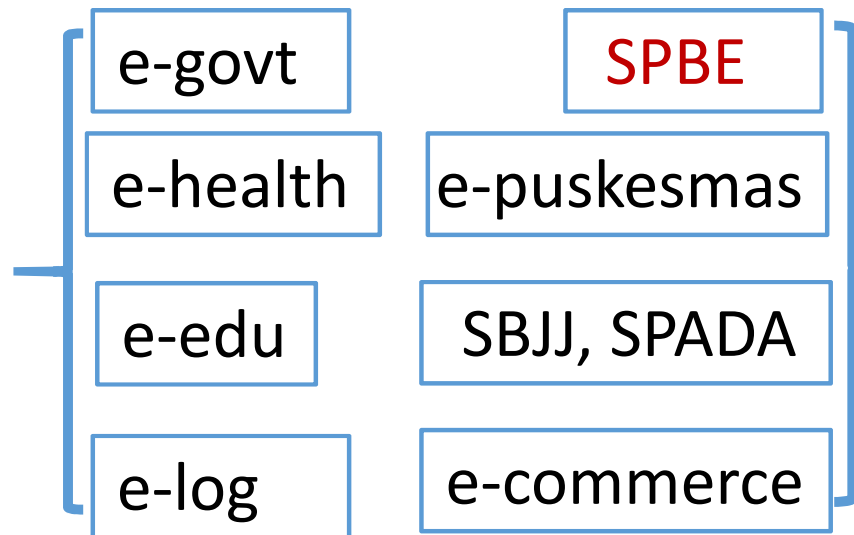 e-govt
SPBE
e-health
e-puskesmas
e-edu
SBJJ, SPADA
e-log
e-commerce